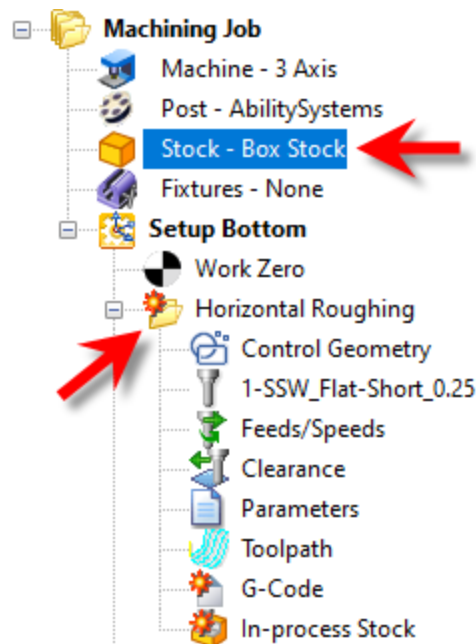 Machining Job
Machine - 3 Axis
Post - AbilitySystems
Stock - Box Stock
Fixtures - None
Setup Bottom
Work Zero
Horizontal Roughing
Control Geometry
1-SSW_Flat-Short_0.25
Feeds/Speeds
Clearance
Parameters
Toolpath
G-Code
In-process Stock